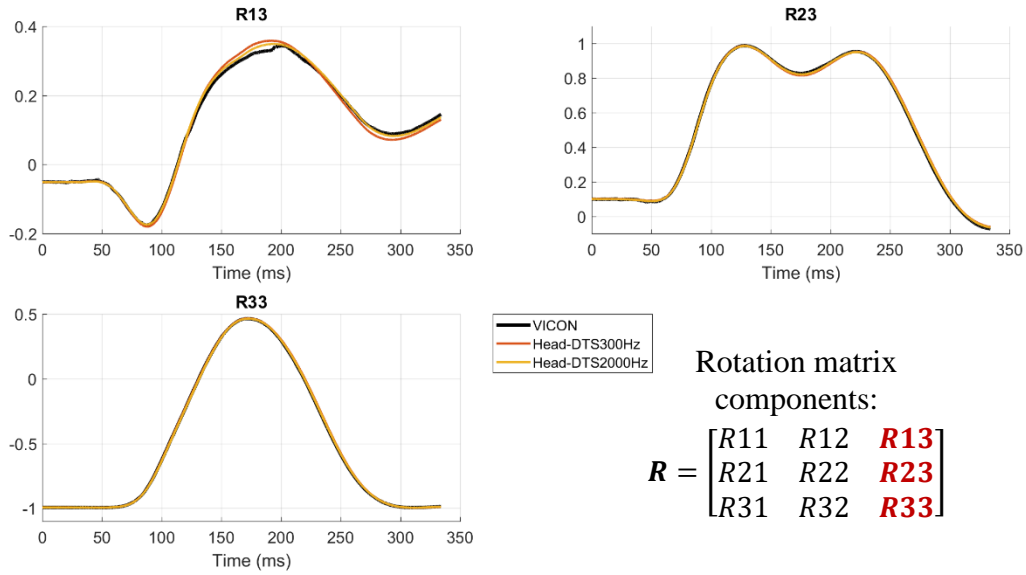 R13
0.4
0.2
0
-0.2
0 50 100 150 200 250 300 350
Time (ms)
R23
1
0.8
0.6
0.4
0.2
0
0 50 100 150 200 250 300 350
Time (ms)
R33
0.5
0
-0.5
-1
0 50 100 150 200 250 300 350
Time (ms)
VICON
Head-DTS300Hz
Head-DTS2000Hz
Rotation matrix
components:
R = [R11 R12 R13
R21 R22 R23
R31 R32 R33]